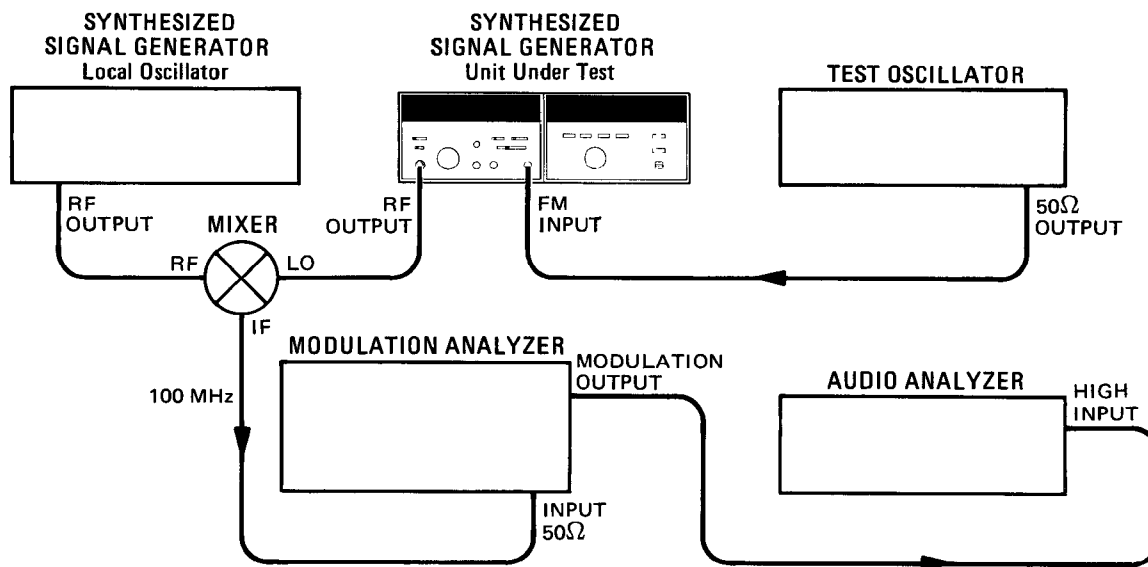 SYNTHESIZED
SIGNAL GENERATOR
Local Oscillator
SYNTHESIZED
SIGNAL GENERATOR
Unit Under Test
TEST OSCILLATOR
RF
OUTPUT
MIXER
RF
OUTPUT
FM
INPUT
50Ω
OUTPUT
RF
LO
IF
100 MHz
MODULATION ANALYZER
MODULATION
OUTPUT
INPUT
50Ω
AUDIO ANALYZER
HIGH
INPUT